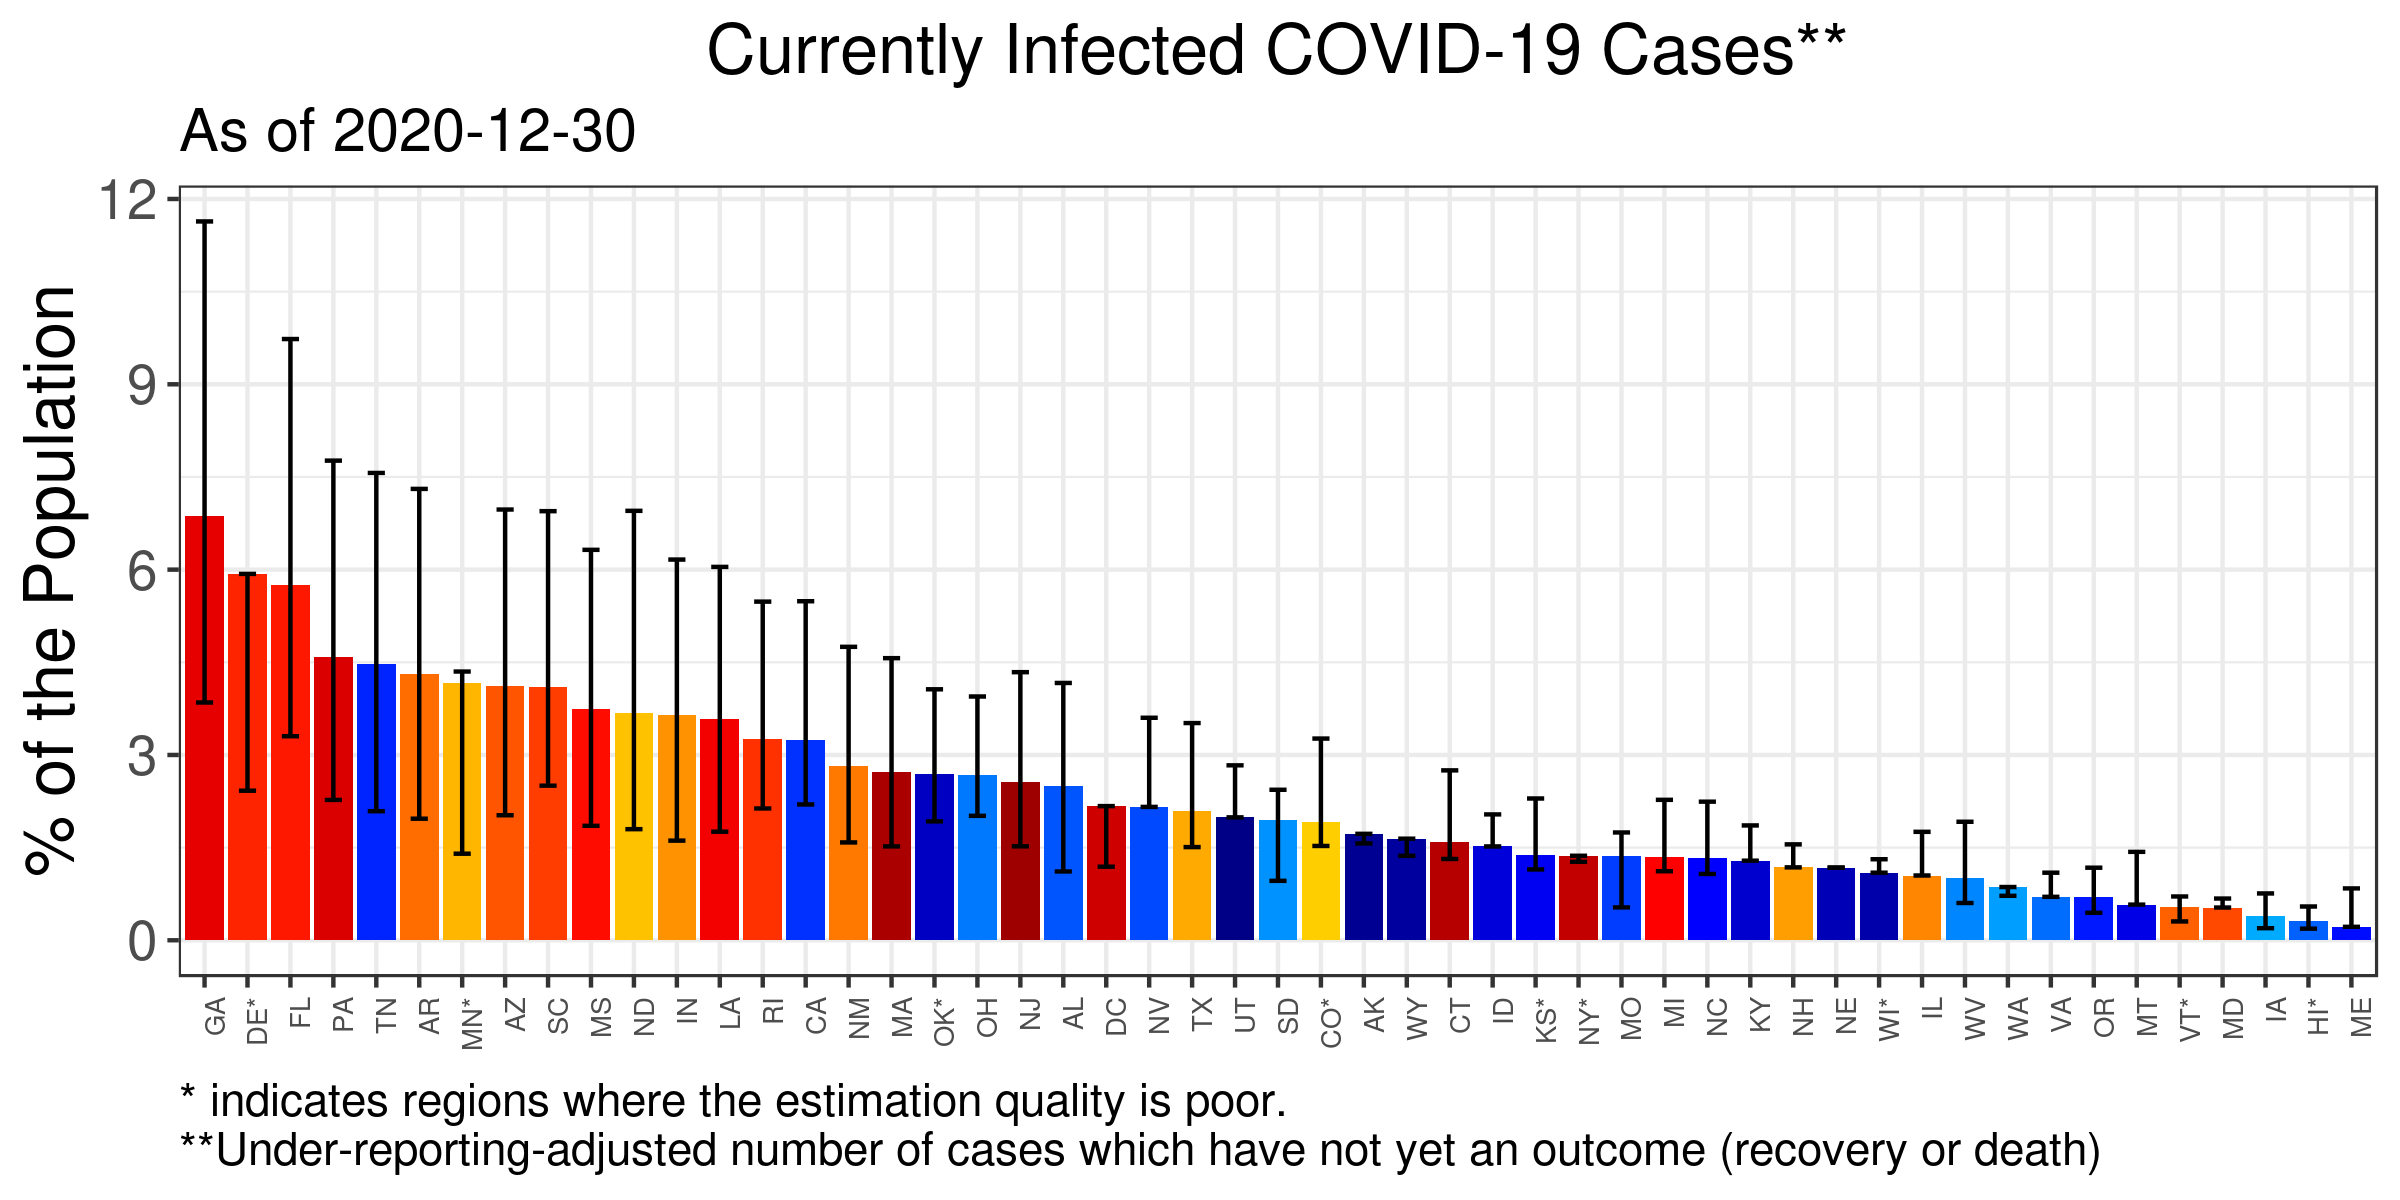 Currently Infected COVID-19 Cases**
As of 2020-12-30
% of the Population
12
9
6
3
0
GA DE* FL PA TN AR MN* AZ SC MS ND IN LA RI CA NM MA OK* OH NJ AL DC NV TX UT SD CO* AK WY CT ID KS* NY* MO MI NC KY NH NE WI* IL WV WA VA OR MT VT* MD IA HI* ME
* indicates regions where the estimation quality is poor.
**Under-reporting-adjusted number of cases which have not yet an outcome (recovery or death)